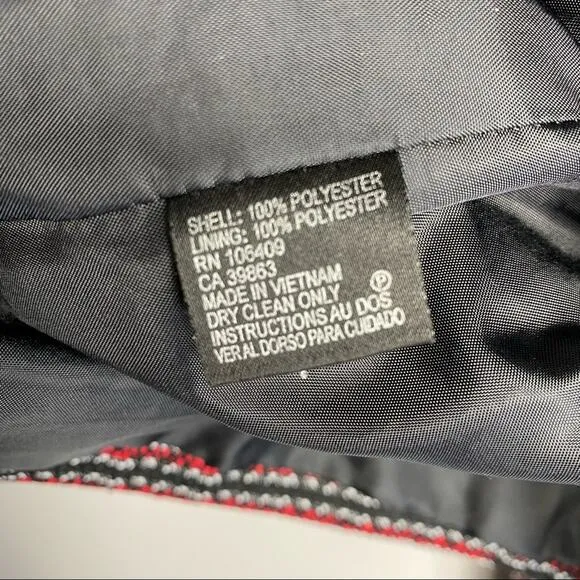 SHELL: 100% POLYESTER
LINING: 100% POLYESTER
RN 106409
CA 39863
MADE IN VIETNAM
DRY CLEAN ONLY Ⓟ
INSTRUCTIONS AU DOS
VER AL DORSO PARA CUIDADO